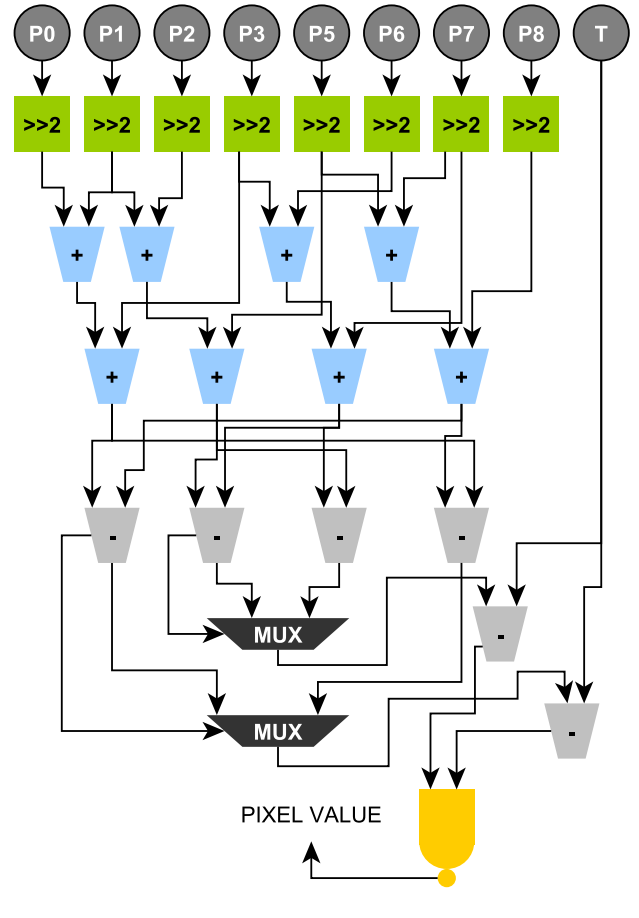 P0 P1 P2 P3 P5 P6 P7 P8 T
>>2 >>2 >>2 >>2 >>2 >>2 >>2 >>2
+ + + +
+ + + +
- - - -
MUX
-
MUX
-
PIXEL VALUE